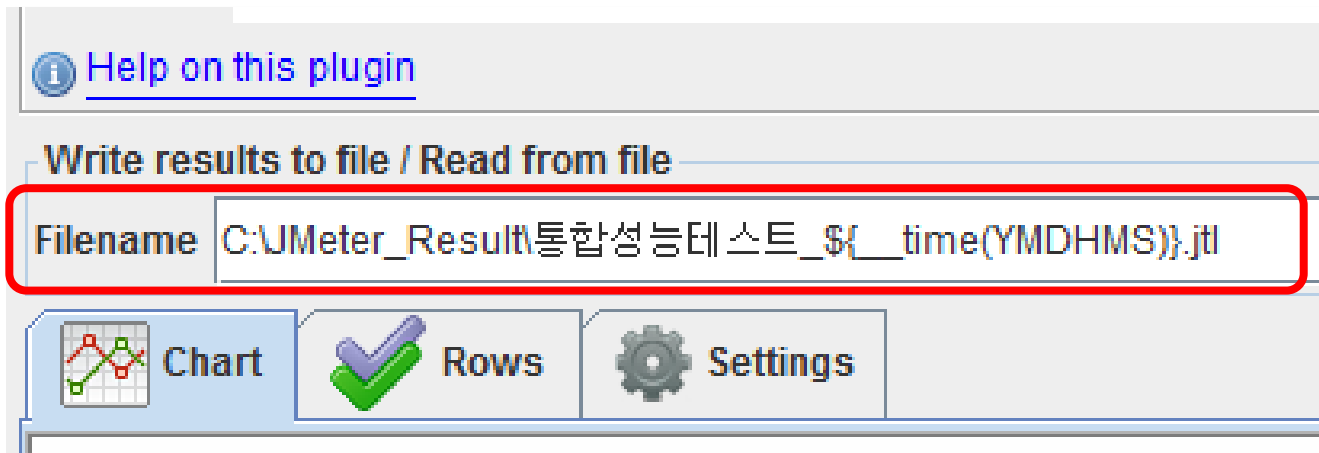 Help on this plugin
Write results to file / Read from file
Filename C:\JMeter_Result\통합성능테스트_${__time(YMDHMS)}.jtl
Chart Rows Settings